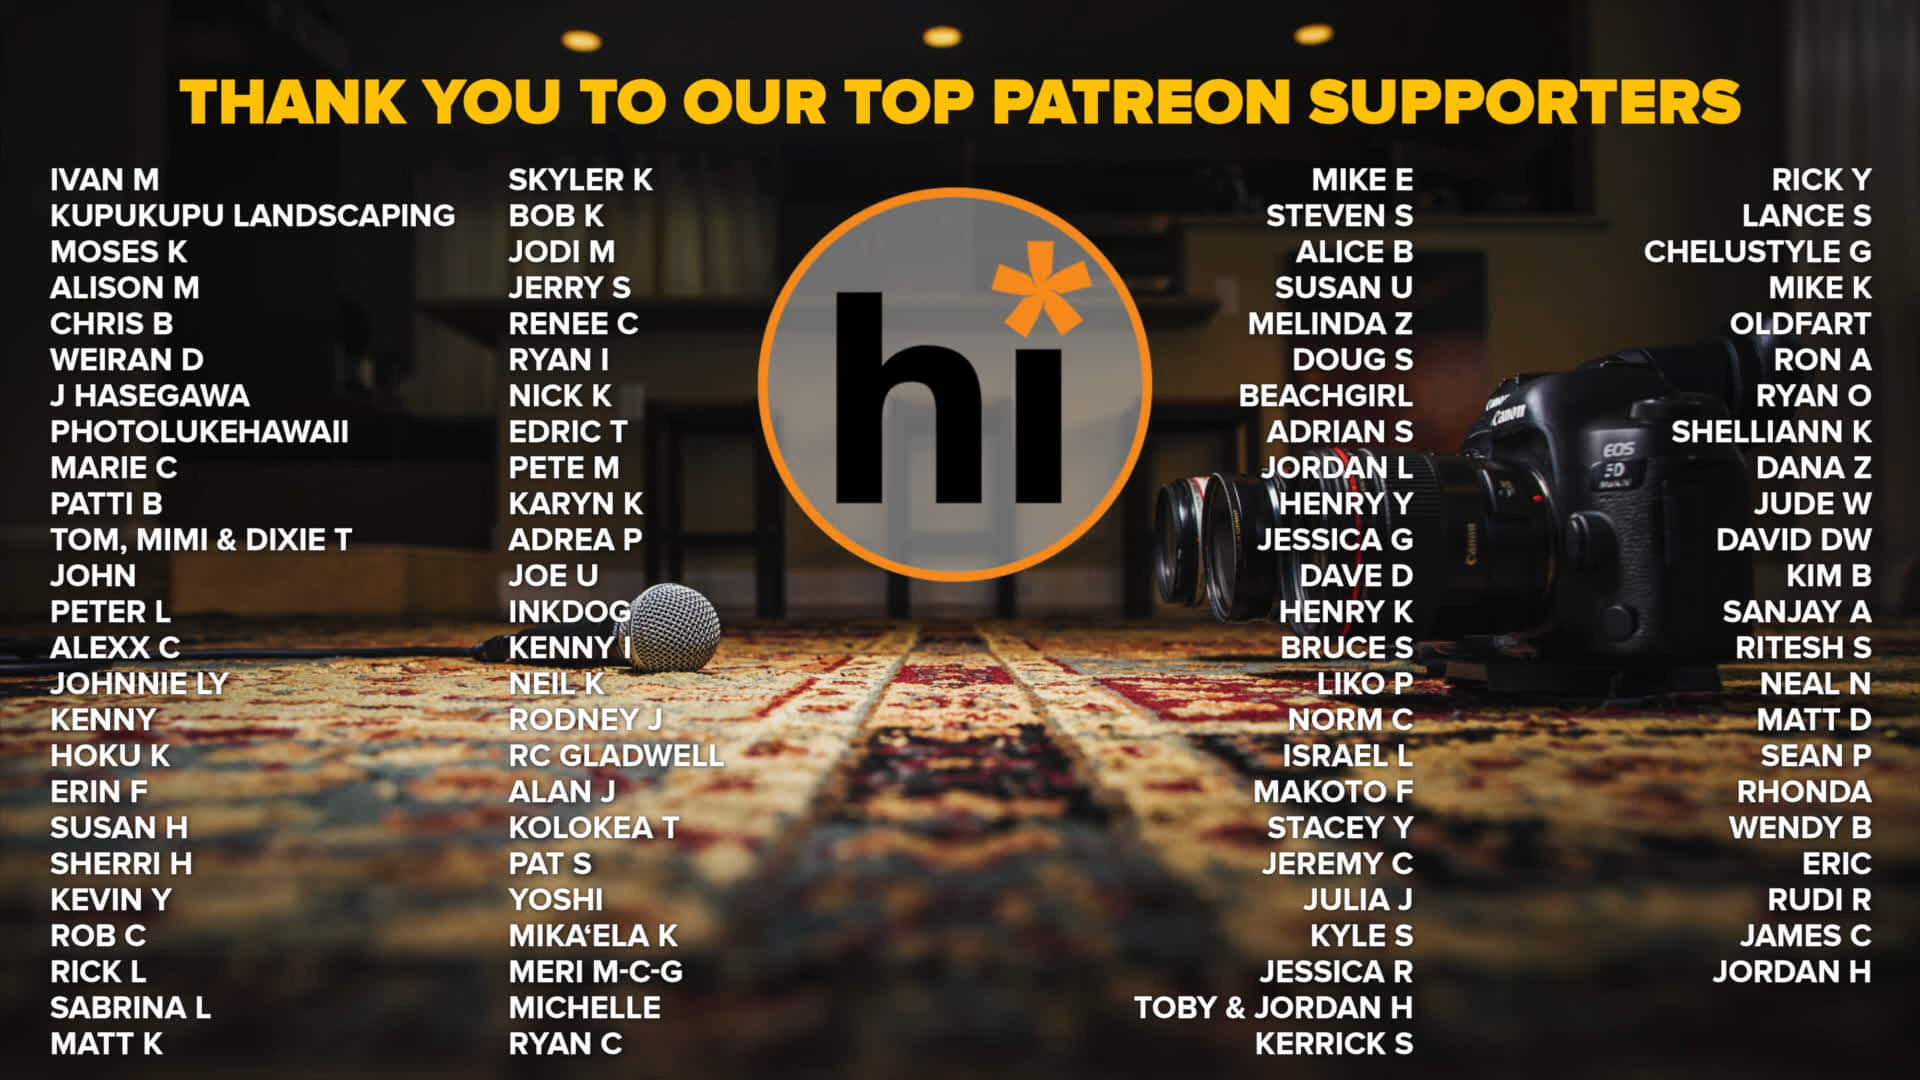 THANK YOU TO OUR TOP PATREON SUPPORTERS
IVAN M
KUPUKUPU LANDSCAPING
MOSES K
ALISON M
CHRIS B
WEIRAN D
J HASEGAWA
PHOTOLUKEHAWAII
MARIE C
PATTI B
TOM, MIMI & DIXIE T
JOHN
PETER L
ALEXX C
JOHNNIE LY
KENNY
HOKU K
ERIN F
SUSAN H
SHERRI H
KEVIN Y
ROB C
RICK L
SABRINA L
MATT K
SKYLER K
BOB K
JODI M
JERRY S
RENEE C
RYAN I
NICK K
EDRIC T
PETE M
KARYN K
ADREA P
JOE U
INKDOG
KENNY I
NEIL K
RODNEY J
RC GLADWELL
ALAN J
KOLOKEA T
PAT S
YOSHI
MIKA‘ELA K
MERI M-C-G
MICHELLE
RYAN C
hi*
MIKE E
STEVEN S
ALICE B
SUSAN U
MELINDA Z
DOUG S
BEACHGIRL
ADRIAN S
JORDAN L
HENRY Y
JESSICA G
DAVE D
HENRY K
BRUCE S
LIKO P
NORM C
ISRAEL L
MAKOTO F
STACEY Y
JEREMY C
JULIA J
KYLE S
JESSICA R
TOBY & JORDAN H
KERRICK S
RICK Y
LANCE S
CHELUSTYLE G
MIKE K
OLDFART
RON A
RYAN O
SHELLIANN K
DANA Z
JUDE W
DAVID DW
KIM B
SANJAY A
RITESH S
NEAL N
MATT D
SEAN P
RHONDA
WENDY B
ERIC
RUDI R
JAMES C
JORDAN H
Canon
EOS
5D
Canon